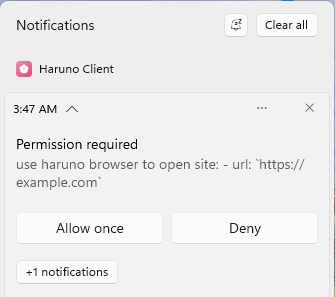 Notifications
Clear all
Haruno Client
3:47 AM
Permission required
use haruno browser to open site: - url: `https://
example.com`
Allow once
Deny
+1 notifications